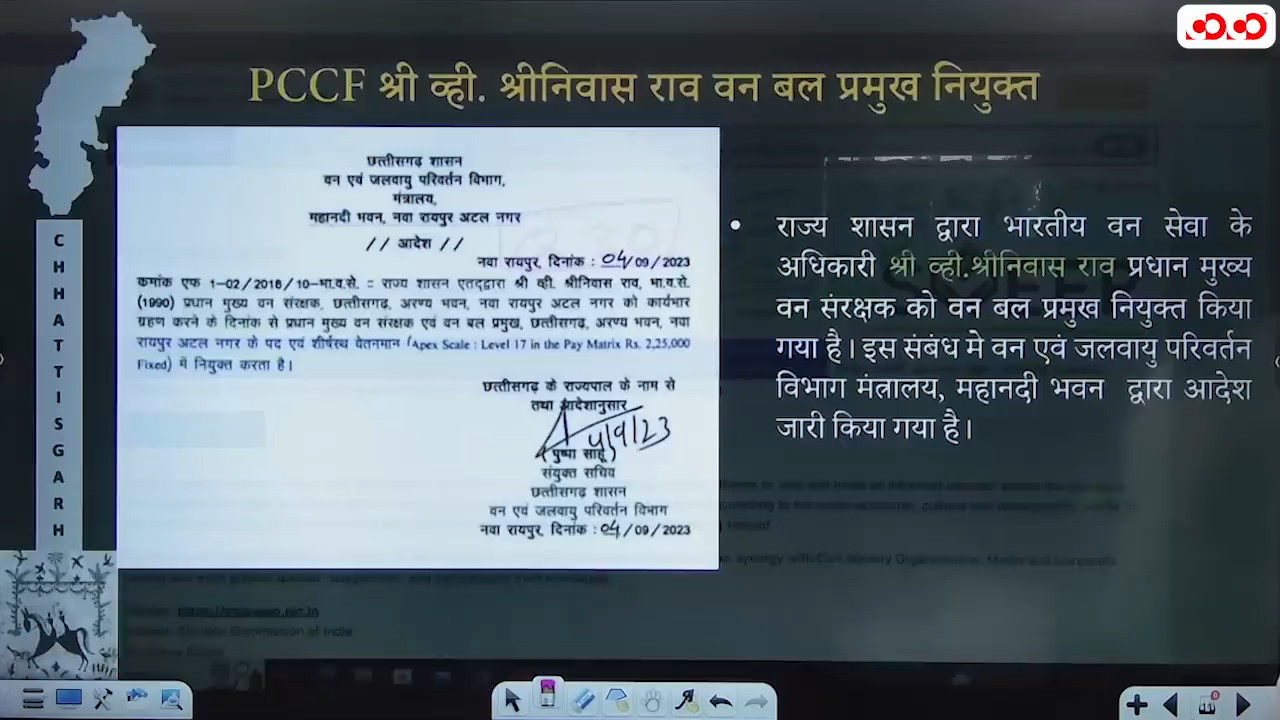 PCCF श्री व्ही. श्रीनिवास राव वन बल प्रमुख नियुक्त
CHHATTISGARH
छत्तीसगढ़ शासन
वन एवं जलवायु परिवर्तन विभाग,
मंत्रालय,
महानदी भवन, नवा रायपुर अटल नगर
// आदेश //
नवा रायपुर, दिनांक : 04/09/2023
कमांक एफ 1-02/2016/10-भा.व.से. :: राज्य शासन एतद्द्वारा श्री व्ही. श्रीनिवास राव, भा.व.से.
(1990) प्रधान मुख्य वन संरक्षक, छत्तीसगढ़, अरण्य भवन, नवा रायपुर अटल नगर को कार्यभार
ग्रहण करने के दिनांक से प्रधान मुख्य वन संरक्षक एवं वन बल प्रमुख, छत्तीसगढ़, अरण्य भवन, नवा
रायपुर अटल नगर के पद एवं शीर्षस्थ वेतनमान (Apex Scale : Level 17 in the Pay Matrix Rs. 2,25,000
Fixed) में नियुक्त करता है।
छत्तीसगढ़ के राज्यपाल के नाम से
तथा आदेशानुसार
4/9/23
( पुष्पा साहू )
संयुक्त सचिव
छत्तीसगढ़ शासन
वन एवं जलवायु परिवर्तन विभाग
नवा रायपुर, दिनांक : 04/09/2023
• राज्य शासन द्वारा भारतीय वन सेवा के
अधिकारी श्री व्ही.श्रीनिवास राव प्रधान मुख्य
वन संरक्षक को वन बल प्रमुख नियुक्त किया
गया है। इस संबंध मे वन एवं जलवायु परिवर्तन
विभाग मंत्रालय, महानदी भवन द्वारा आदेश
जारी किया गया है।